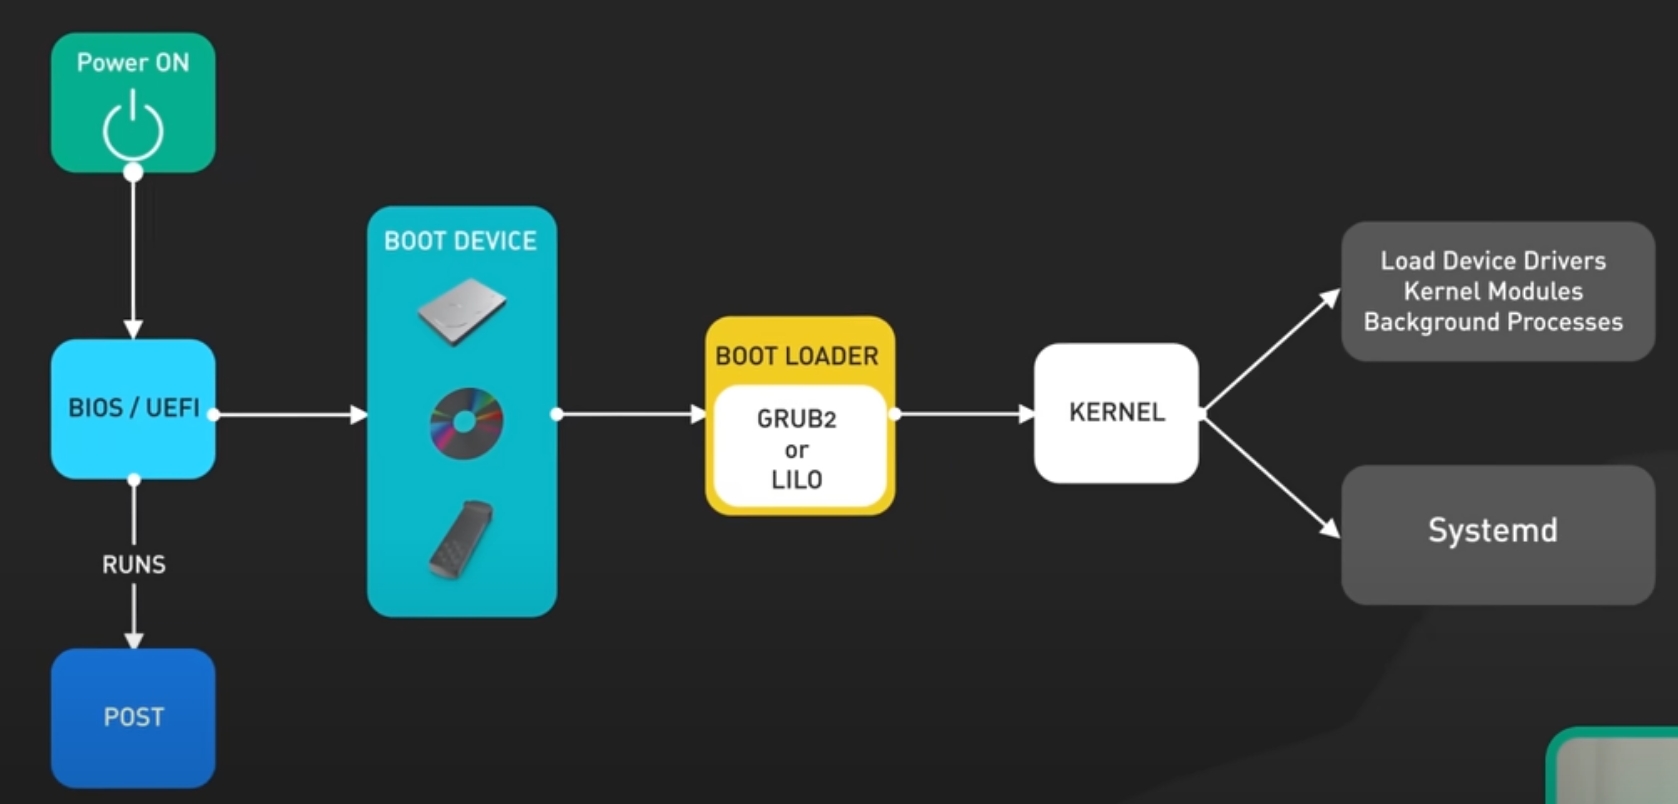 Power ON
BIOS / UEFI
RUNS
POST
BOOT DEVICE
BOOT LOADER
GRUB2
or
LILO
KERNEL
Load Device Drivers
Kernel Modules
Background Processes
Systemd